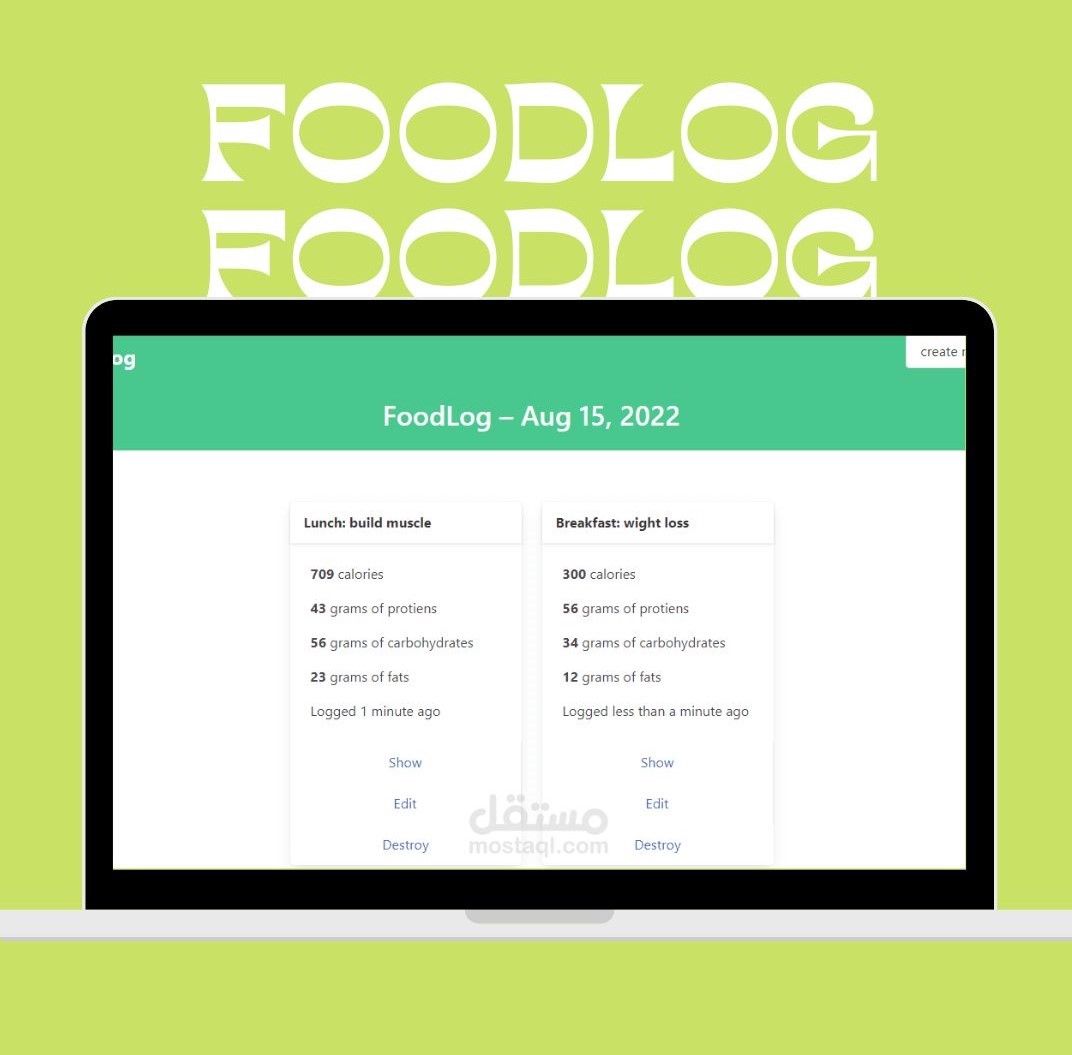 FOODLOG
FOODLOG
og
create
FoodLog – Aug 15, 2022
Lunch: build muscle
709 calories
43 grams of protiens
56 grams of carbohydrates
23 grams of fats
Logged 1 minute ago
Show
Edit
Destroy
Breakfast: wight loss
300 calories
56 grams of protiens
34 grams of carbohydrates
12 grams of fats
Logged less than a minute ago
Show
Edit
Destroy
مستقل
mostaql.com